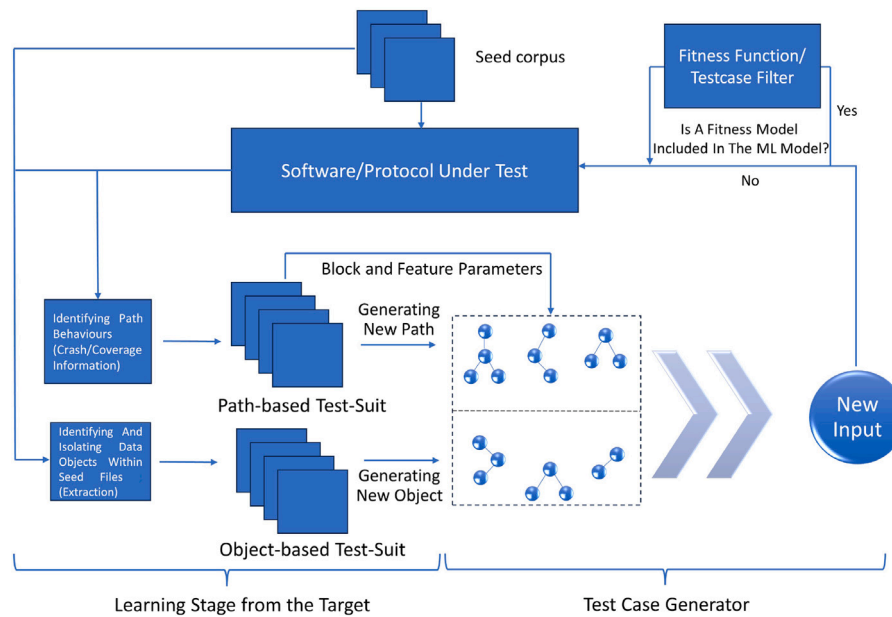 Seed corpus
Fitness Function/
Testcase Filter
Yes
Is A Fitness Model
Included In The ML Model?
No
Software/Protocol Under Test
Block and Feature Parameters
Identifying Path
Behaviours
(Crash/Coverage
Information)
Generating
New Path
Path-based Test-Suit
New
Input
Identifying And
Isolating Data
Objects Within
Seed Files
(Extraction)
Generating
New Object
Object-based Test-Suit
Learning Stage from the Target
Test Case Generator